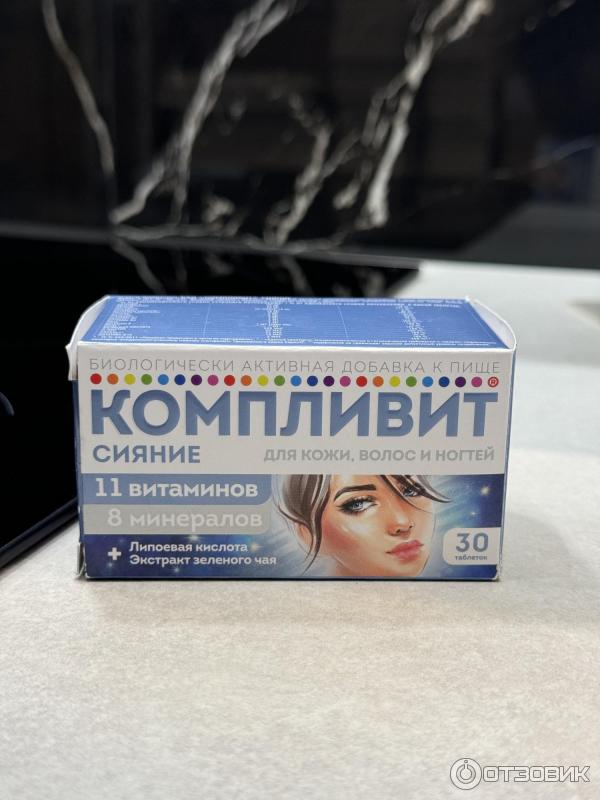 БИОЛОГИЧЕСКИ АКТИВНАЯ ДОБАВКА К ПИЩЕ
®
КОМПЛИВИТ
СИЯНИЕ
ДЛЯ КОЖИ, ВОЛОС И НОГТЕЙ
11 витаминов
8 минералов
+ Липоевая кислота
Экстракт зеленого чая
30
таблеток
ОТЗОВИК